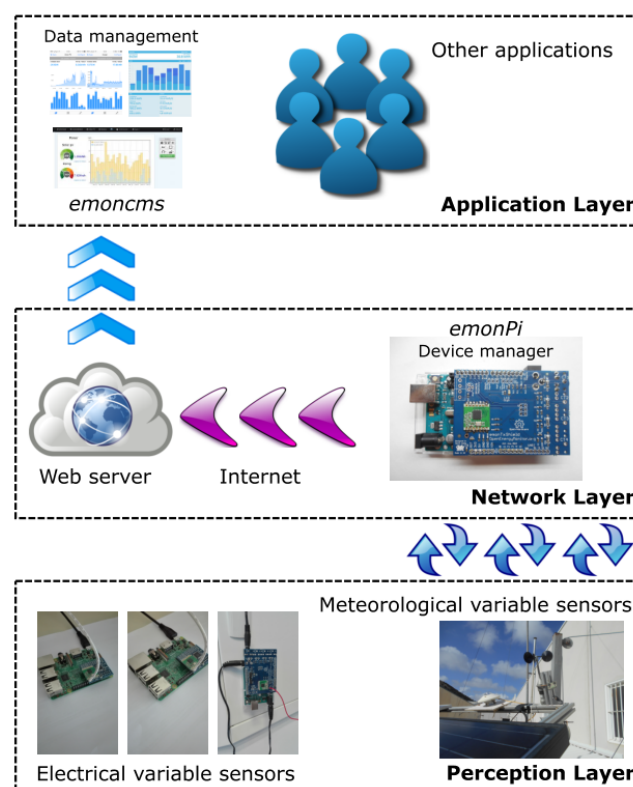 Data management
Other applications
emoncms
Application Layer
emonPi
Device manager
Web server
Internet
Network Layer
Meteorological variable sensors
Electrical variable sensors
Perception Layer